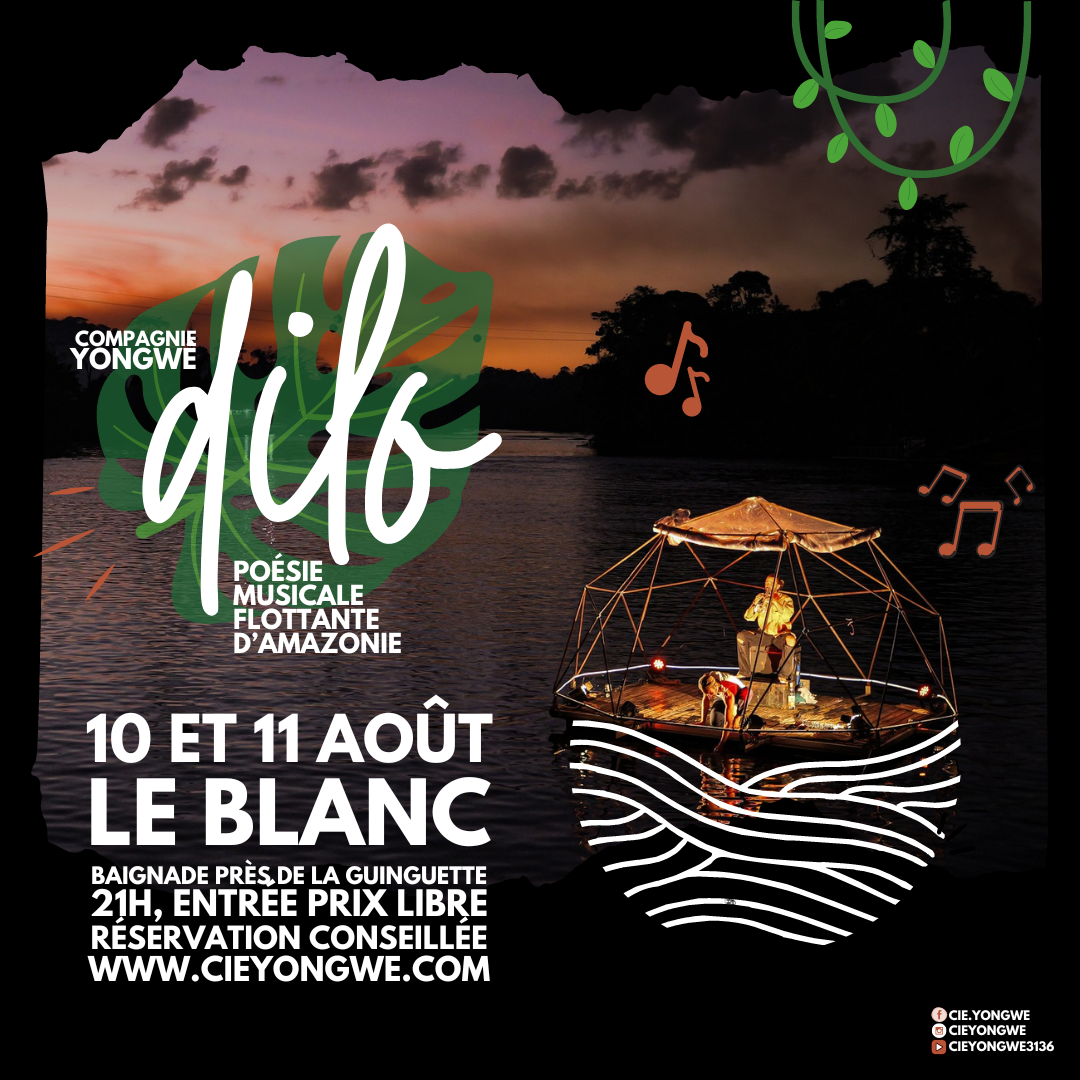 COMPAGNIE
YONGWE
dilo
POÉSIE
MUSICALE
FLOTTANTE
D'AMAZONIE
10 ET 11 AOÛT
LE BLANC
BAIGNADE PRÈS DE LA GUINGUETTE
21H, ENTRÉE PRIX LIBRE
RÉSERVATION CONSEILLÉE
WWW.CIEYONGWE.COM
CIE.YONGWE
CIEYONGWE
CIEYONGWE3136